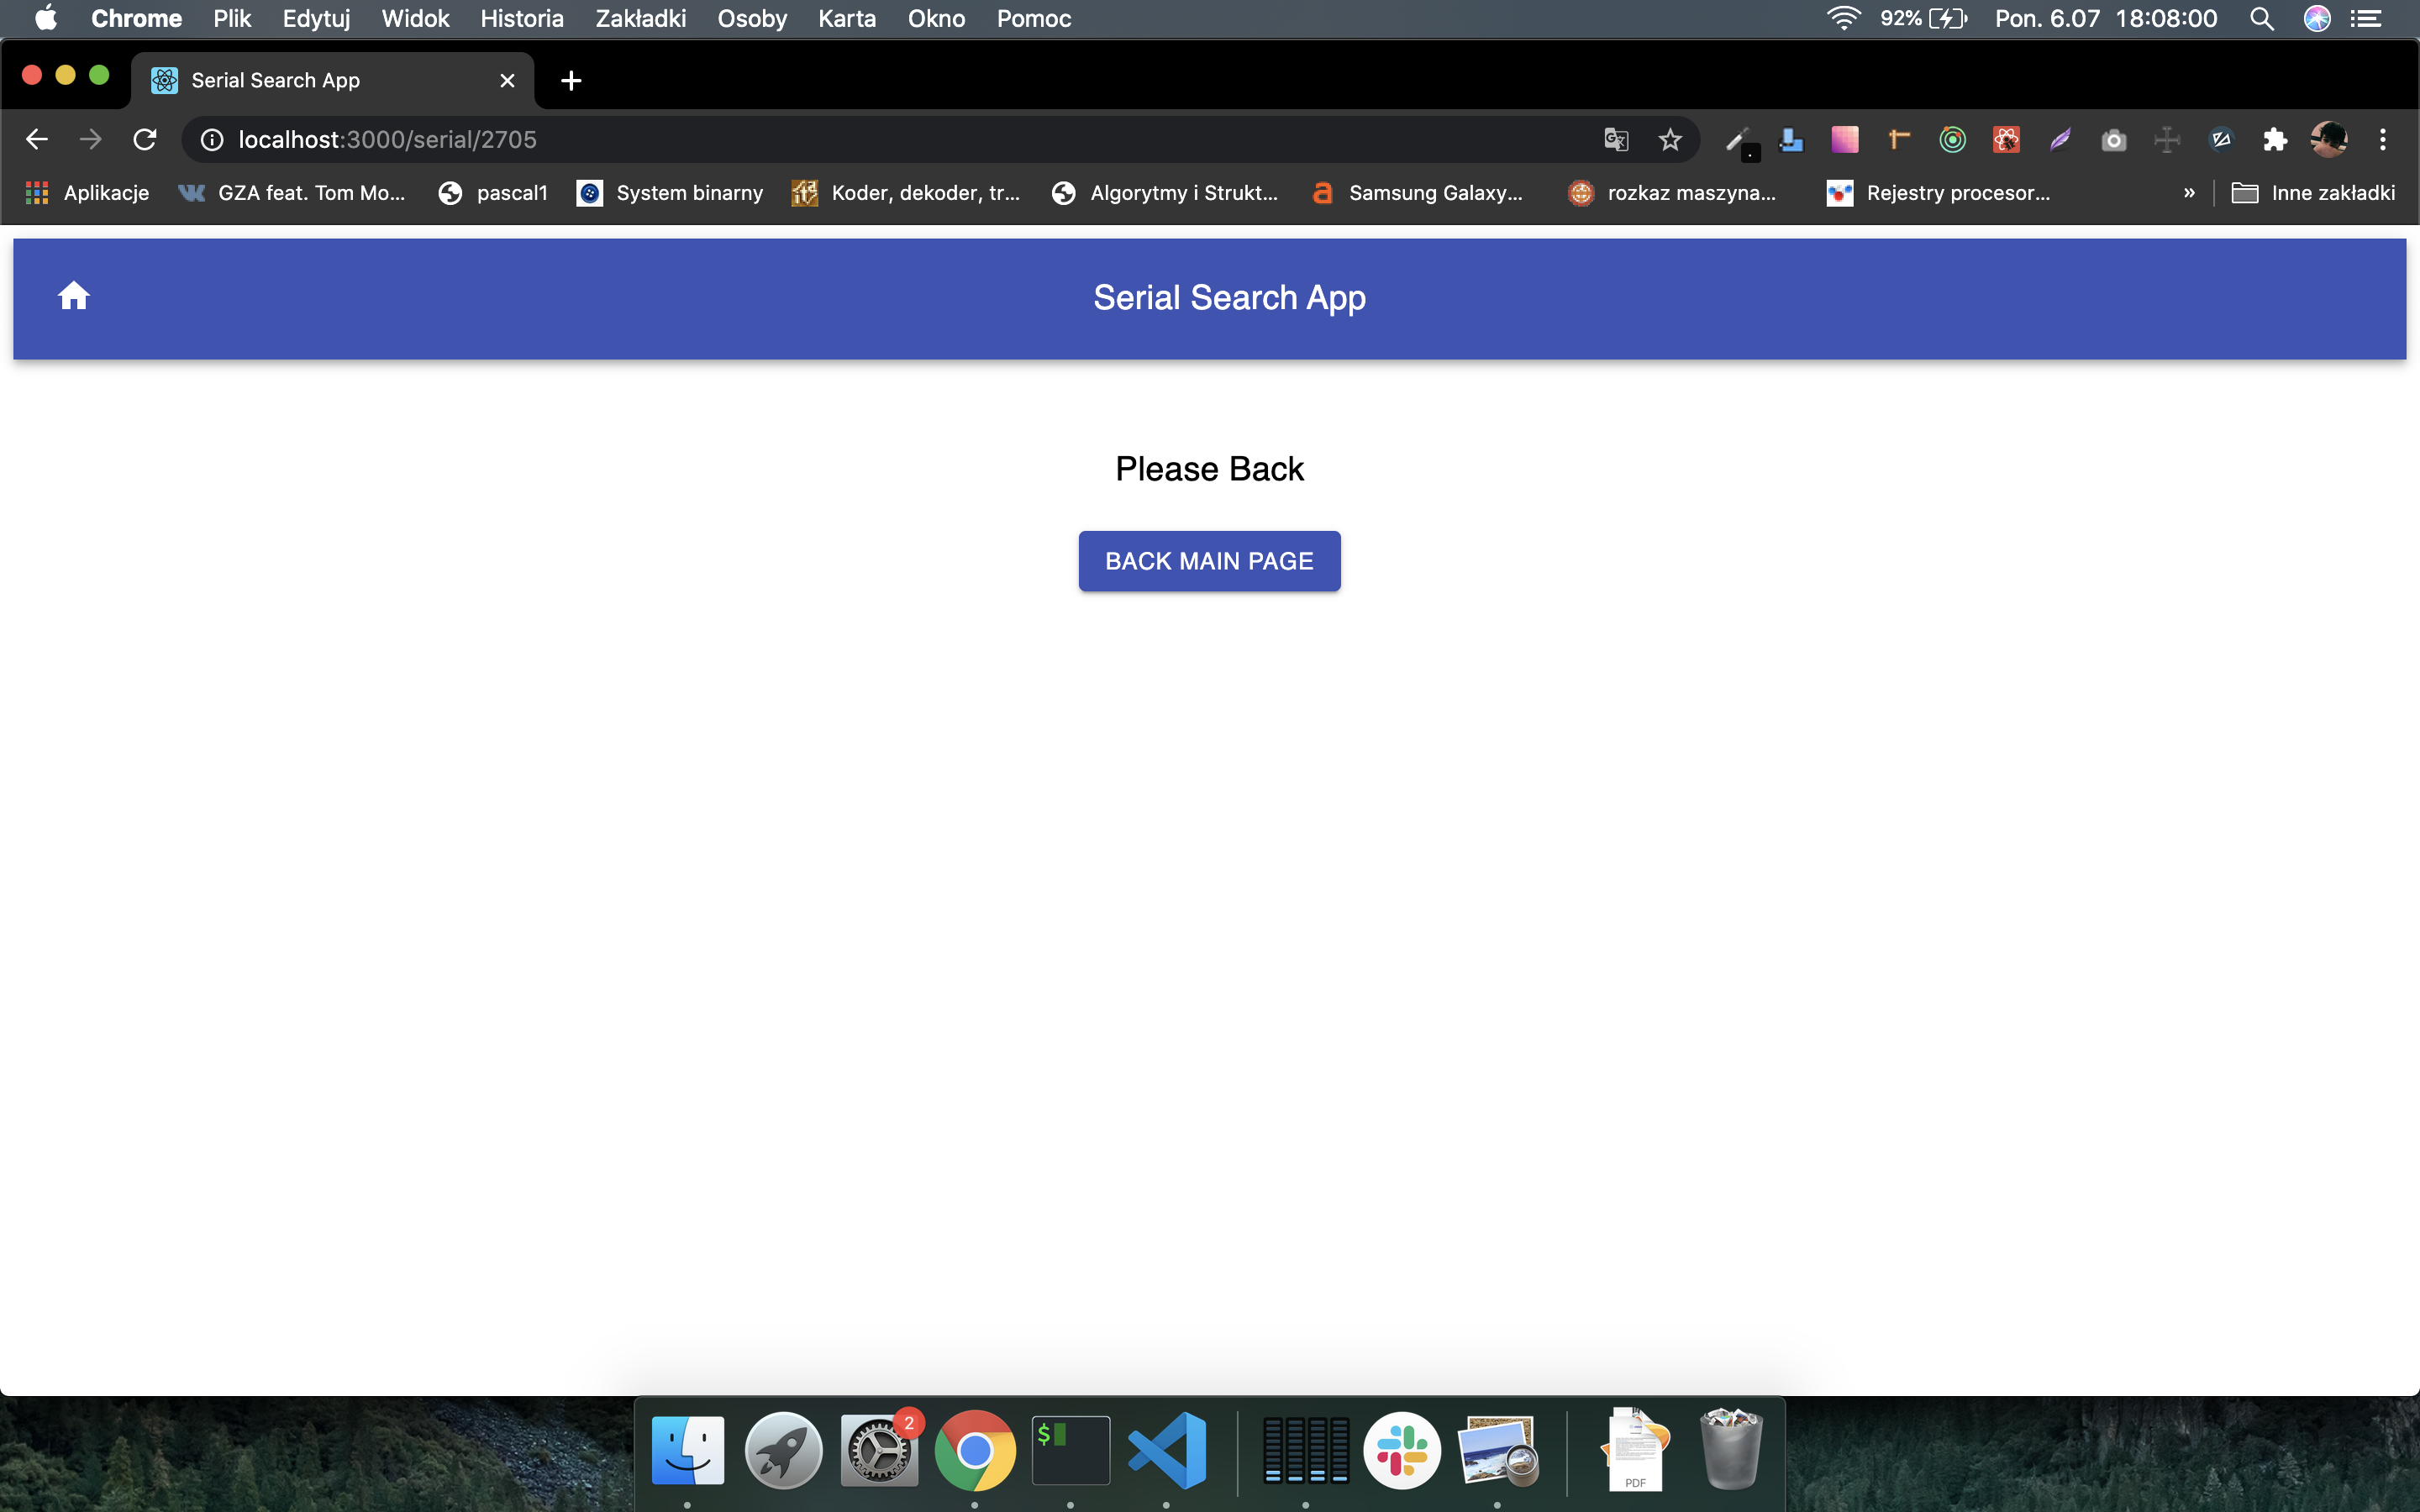 Chrome Plik Edytuj Widok Historia Zakładki Osoby Karta Okno Pomoc 92% Pon. 6.07 18:08:00
Serial Search App
localhost:3000/serial/2705
Aplikacje GZA feat. Tom Mo... pascal1 System binarny Koder, dekoder, tr... Algorytmy i Strukt... Samsung Galaxy... rozkaz maszyna... Rejestry procesor... » Inne zakładki
Serial Search App
Please Back
BACK MAIN PAGE
2
$
PDF